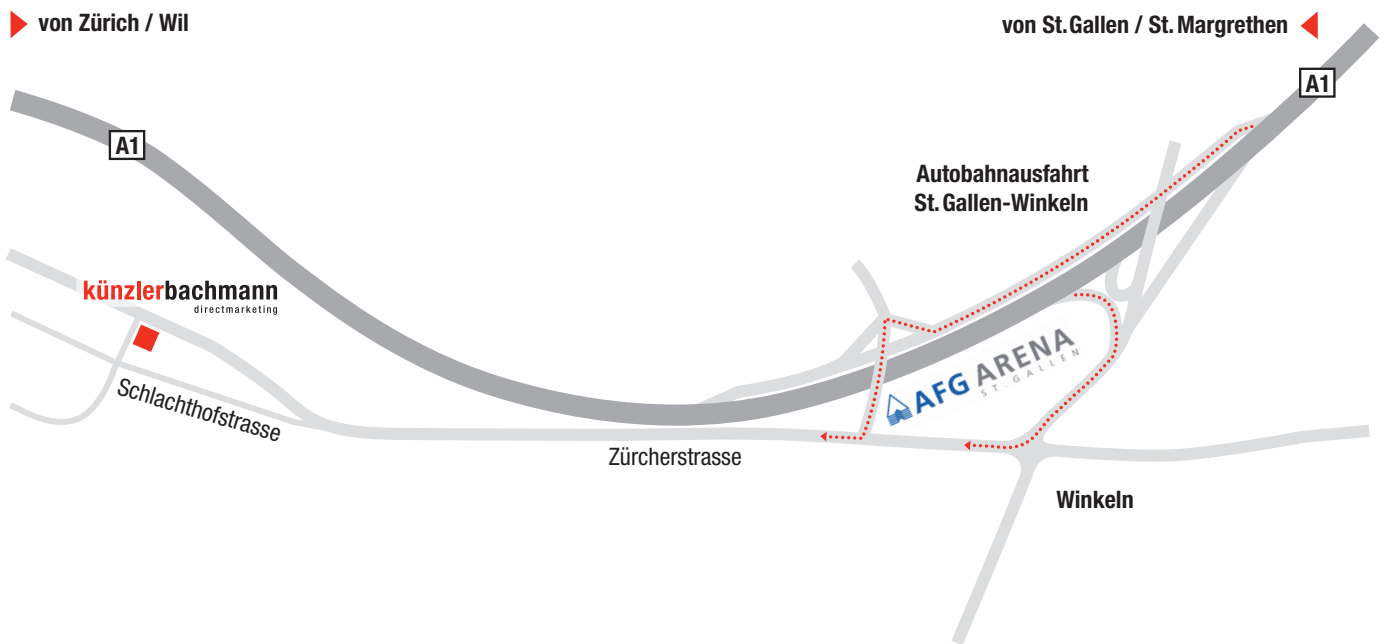 von Zürich / Wil
von St. Gallen / St. Margrethen
A1
A1
Autobahnausfahrt
St. Gallen-Winkeln
künzlerbachmann
directmarketing
AFG ARENA
ST. GALLEN
Schlachthofstrasse
Zürcherstrasse
Winkeln